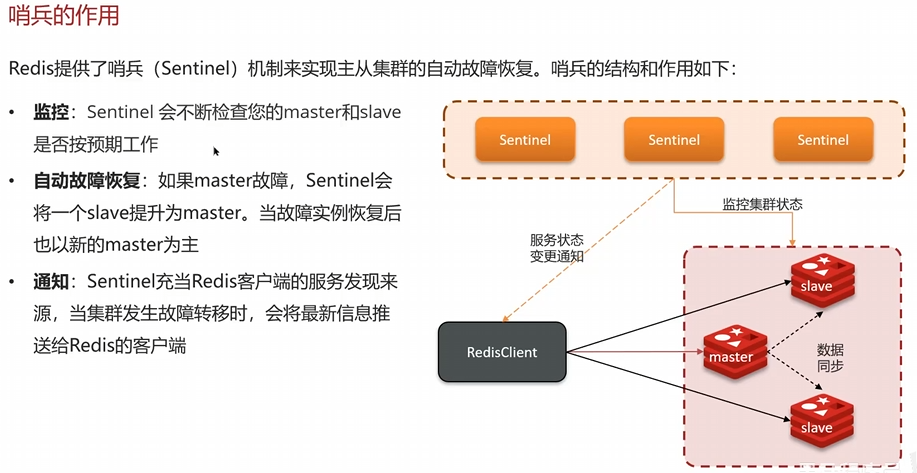 哨兵的作用
Redis提供了哨兵（Sentinel）机制来实现主从集群的自动故障恢复。哨兵的结构和作用如下：
• 监控：Sentinel 会不断检查您的master和slave
是否按预期工作
• 自动故障恢复：如果master故障，Sentinel会
将一个slave提升为master。当故障实例恢复后
也以新的master为主
• 通知：Sentinel充当Redis客户端的服务发现来
源，当集群发生故障转移时，会将最新信息推
送给Redis的客户端
Sentinel
Sentinel
Sentinel
监控集群状态
服务状态
变更通知
RedisClient
slave
master
数据
同步
slave